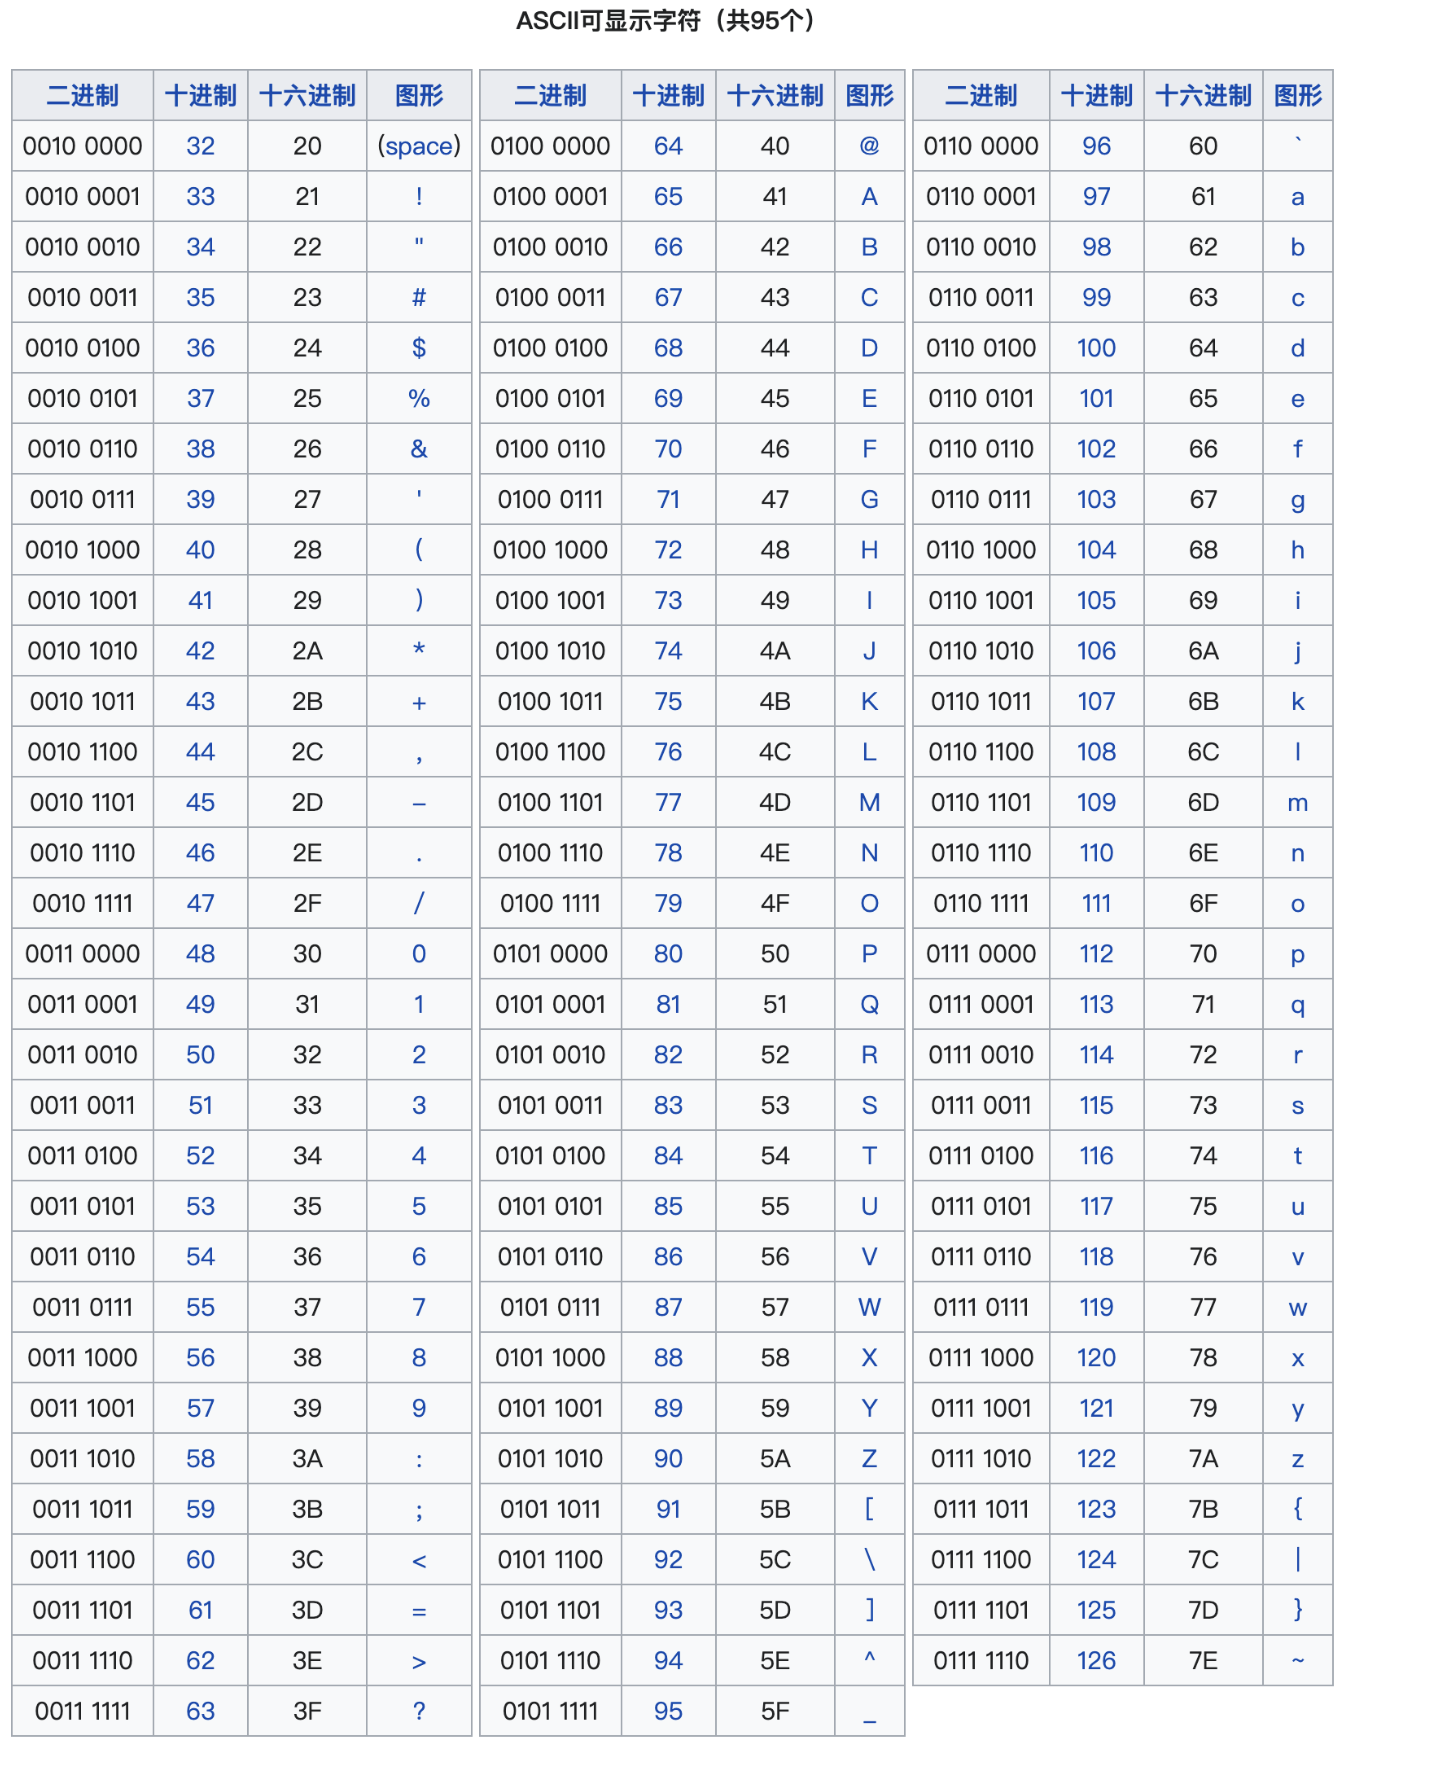 ASCII可显示字符（共95个）
二进制 十进制 十六进制 图形 二进制 十进制 十六进制 图形 二进制 十进制 十六进制 图形
0010 0000 32 20 (space) 0100 0000 64 40 @ 0110 0000 96 60 `
0010 0001 33 21 ! 0100 0001 65 41 A 0110 0001 97 61 a
0010 0010 34 22 " 0100 0010 66 42 B 0110 0010 98 62 b
0010 0011 35 23 # 0100 0011 67 43 C 0110 0011 99 63 c
0010 0100 36 24 $ 0100 0100 68 44 D 0110 0100 100 64 d
0010 0101 37 25 % 0100 0101 69 45 E 0110 0101 101 65 e
0010 0110 38 26 & 0100 0110 70 46 F 0110 0110 102 66 f
0010 0111 39 27 ' 0100 0111 71 47 G 0110 0111 103 67 g
0010 1000 40 28 ( 0100 1000 72 48 H 0110 1000 104 68 h
0010 1001 41 29 ) 0100 1001 73 49 I 0110 1001 105 69 i
0010 1010 42 2A * 0100 1010 74 4A J 0110 1010 106 6A j
0010 1011 43 2B + 0100 1011 75 4B K 0110 1011 107 6B k
0010 1100 44 2C , 0100 1100 76 4C L 0110 1100 108 6C l
0010 1101 45 2D – 0100 1101 77 4D M 0110 1101 109 6D m
0010 1110 46 2E . 0100 1110 78 4E N 0110 1110 110 6E n
0010 1111 47 2F / 0100 1111 79 4F O 0110 1111 111 6F o
0011 0000 48 30 0 0101 0000 80 50 P 0111 0000 112 70 p
0011 0001 49 31 1 0101 0001 81 51 Q 0111 0001 113 71 q
0011 0010 50 32 2 0101 0010 82 52 R 0111 0010 114 72 r
0011 0011 51 33 3 0101 0011 83 53 S 0111 0011 115 73 s
0011 0100 52 34 4 0101 0100 84 54 T 0111 0100 116 74 t
0011 0101 53 35 5 0101 0101 85 55 U 0111 0101 117 75 u
0011 0110 54 36 6 0101 0110 86 56 V 0111 0110 118 76 v
0011 0111 55 37 7 0101 0111 87 57 W 0111 0111 119 77 w
0011 1000 56 38 8 0101 1000 88 58 X 0111 1000 120 78 x
0011 1001 57 39 9 0101 1001 89 59 Y 0111 1001 121 79 y
0011 1010 58 3A : 0101 1010 90 5A Z 0111 1010 122 7A z
0011 1011 59 3B ; 0101 1011 91 5B [ 0111 1011 123 7B {
0011 1100 60 3C < 0101 1100 92 5C \ 0111 1100 124 7C |
0011 1101 61 3D = 0101 1101 93 5D ] 0111 1101 125 7D }
0011 1110 62 3E > 0101 1110 94 5E ^ 0111 1110 126 7E ~
0011 1111 63 3F ? 0101 1111 95 5F _